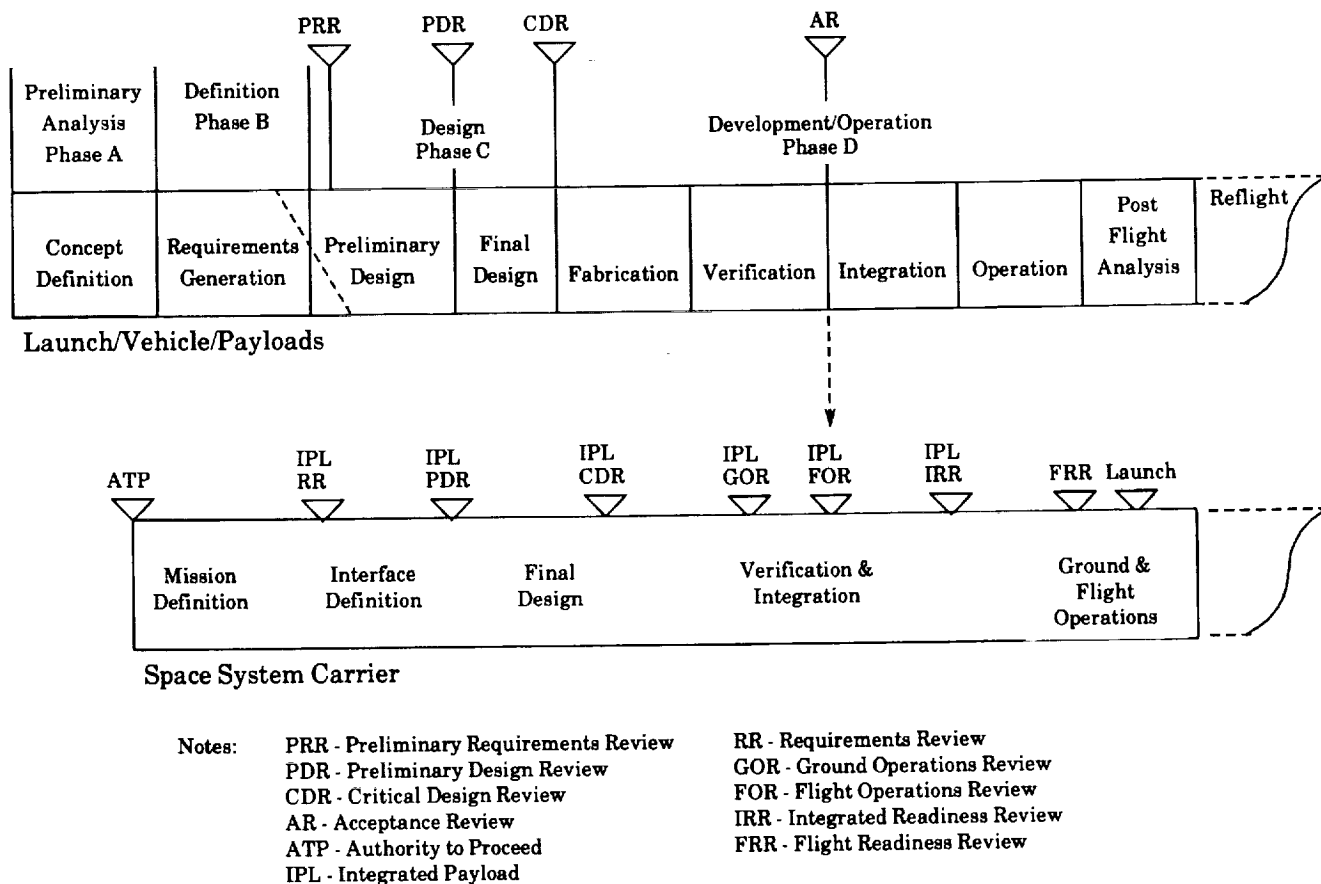 PRR PDR CDR AR
Preliminary
Analysis
Phase A
Definition
Phase B
Design
Phase C
Development/Operation
Phase D
Concept
Definition
Requirements
Generation
Preliminary
Design
Final
Design
Fabrication
Verification
Integration
Operation
Post
Flight
Analysis
Reflight
Launch/Vehicle/Payloads
ATP
IPL
RR
IPL
PDR
IPL
CDR
IPL
GOR
IPL
FOR
IPL
IRR
FRR
Launch
Mission
Definition
Interface
Definition
Final
Design
Verification &
Integration
Ground &
Flight
Operations
Space System Carrier
Notes:
PRR - Preliminary Requirements Review
PDR - Preliminary Design Review
CDR - Critical Design Review
AR - Acceptance Review
ATP - Authority to Proceed
IPL - Integrated Payload
RR - Requirements Review
GOR - Ground Operations Review
FOR - Flight Operations Review
IRR - Integrated Readiness Review
FRR - Flight Readiness Review